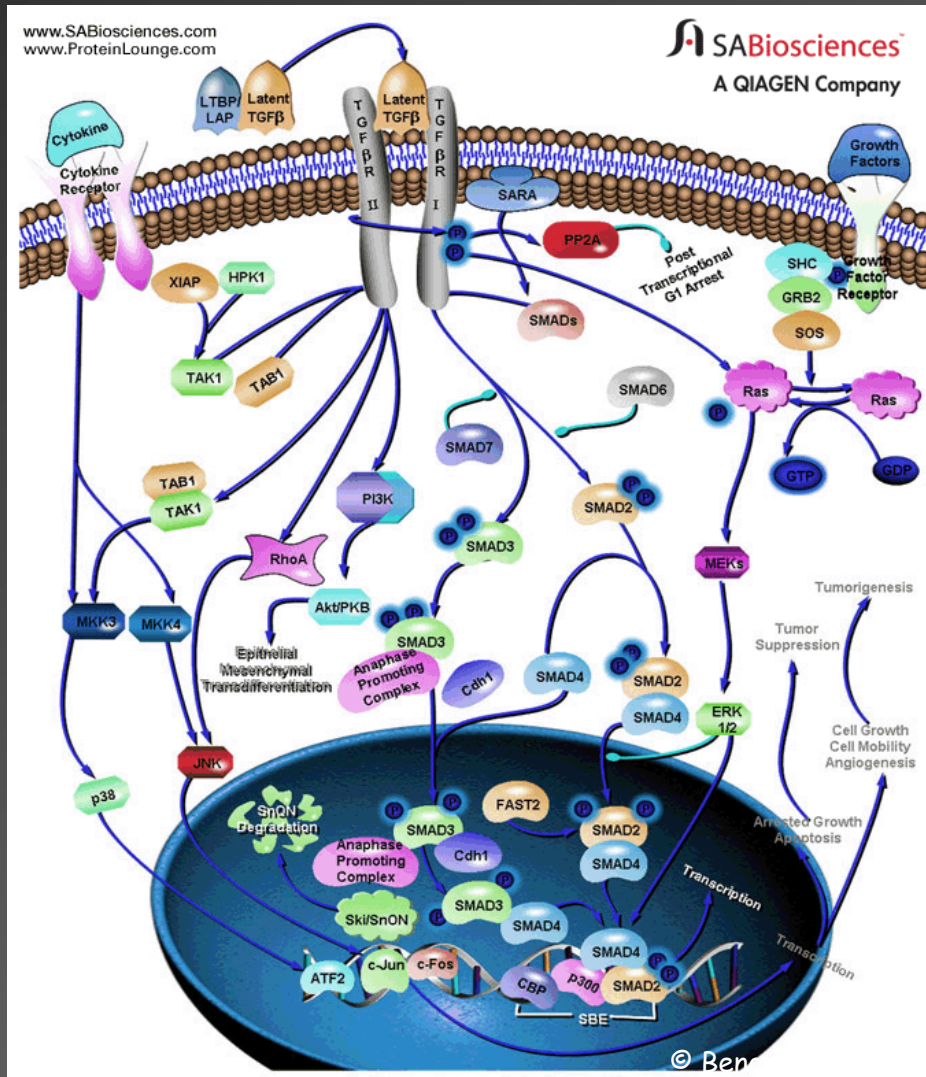 www.SABiosciences.com
www.ProteinLounge.com
SABiosciences™
A QIAGEN Company
LTBP/
LAP
Latent
TGFβ
Latent
TGFβ
TGFβR
II
TGFβR
I
Cytokine
Cytokine
Receptor
Growth
Factors
SARA
P
P
PP2A
Post
Transcriptional
G1 Arrest
SHC
P
GRB2
Growth
Factor
Receptor
SOS
XIAP
HPK1
SMADs
TAK1
TAB1
Ras
Ras
P
SMAD6
SMAD7
GTP
GDP
TAB1
TAK1
PI3K
P
P
SMAD2
P
P
SMAD3
RhoA
MEKs
Akt/PKB
MKK3
MKK4
P
P
SMAD3
Anaphase
Promoting
Complex
Cdh1
Epithelial
Mesenchymal
Transdifferentiation
SMAD4
P
P
SMAD2
SMAD4
ERK
1/2
Tumorigenesis
Tumor
Suppression
Cell Growth
Cell Mobility
Angiogenesis
Arrested Growth
Apoptosis
JNK
p38
SnON
Degradation
P
P
SMAD3
Cdh1
Anaphase
Promoting
Complex
FAST2
P
P
SMAD2
SMAD4
P
SMAD3
P
SMAD4
Ski/SnON
Transcription
Transcription
ATF2
c-Jun
c-Fos
SMAD4
P
P
CBP
p300
SMAD2
SBE